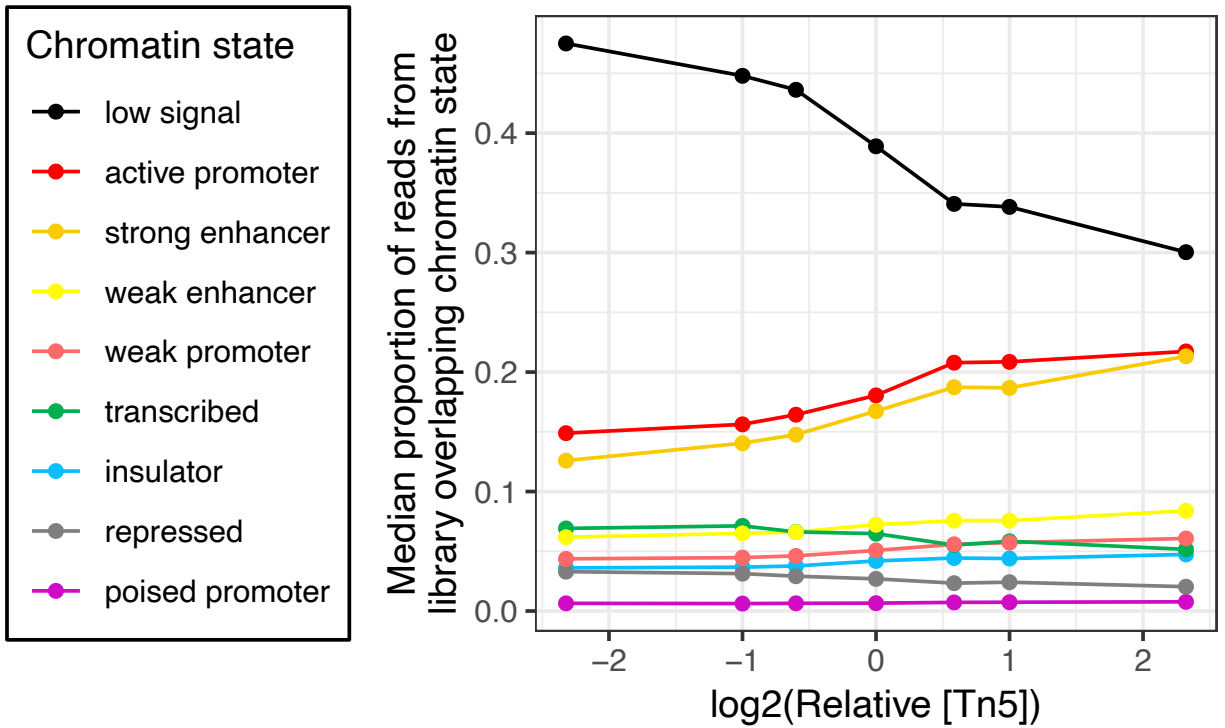 Chromatin state
low signal
active promoter
strong enhancer
weak enhancer
weak promoter
transcribed
insulator
repressed
poised promoter
Median proportion of reads from
library overlapping chromatin state
0.4
0.3
0.2
0.1
0.0
−2
−1
0
1
2
log2(Relative [Tn5])